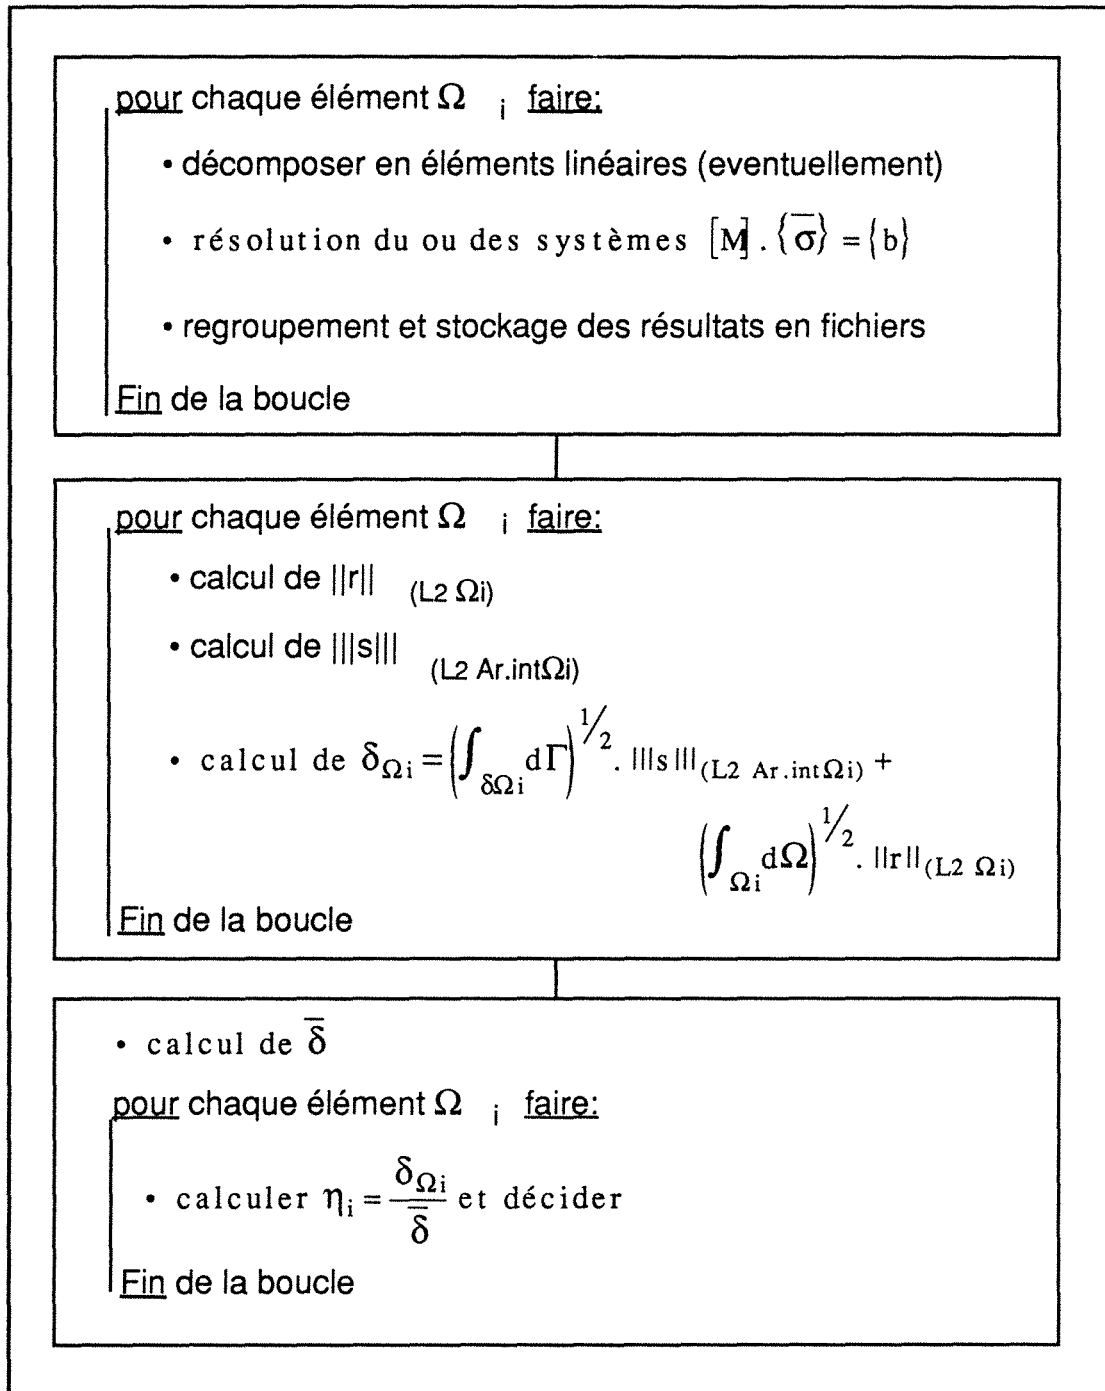 pour chaque élément Ω i faire:
• décomposer en éléments linéaires (eventuellement)
• résolution du ou des systèmes [M] . {σ̅} = {b}
• regroupement et stockage des résultats en fichiers
Fin de la boucle
pour chaque élément Ω i faire:
• calcul de ||r|| (L2 Ωi)
• calcul de |||s||| (L2 Ar.intΩi)
• calcul de δΩi = (∫δΩi dΓ)^1/2 . |||s|||(L2 Ar.intΩi) +
(∫Ωi dΩ)^1/2 . ||r||(L2 Ωi)
Fin de la boucle
• calcul de δ̅
pour chaque élément Ω i faire:
• calculer ηi = δΩi / δ̅ et décider
Fin de la boucle